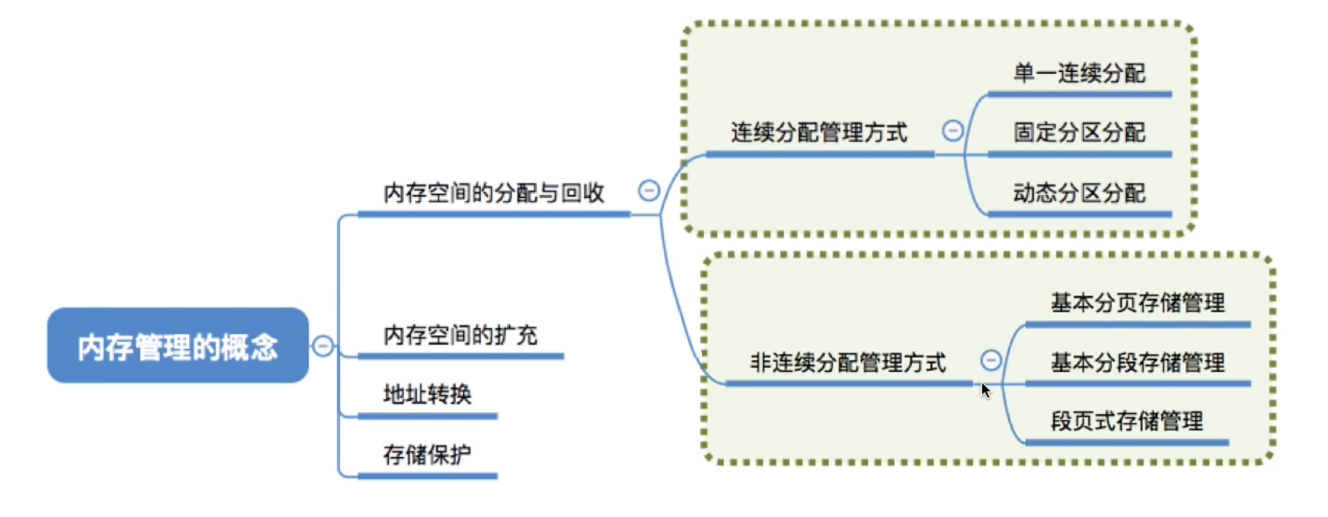 内存管理的概念
内存空间的分配与回收
连续分配管理方式
单一连续分配
固定分区分配
动态分区分配
非连续分配管理方式
基本分页存储管理
基本分段存储管理
段页式存储管理
内存空间的扩充
地址转换
存储保护